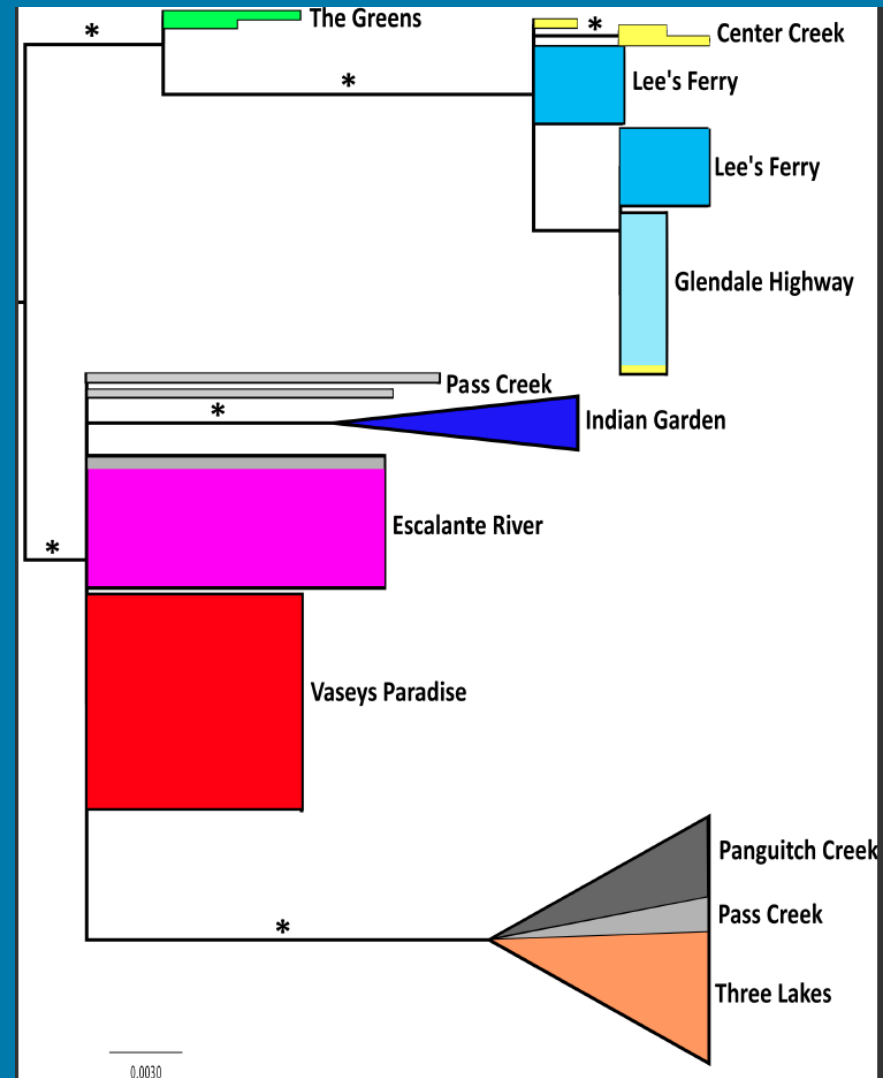 *
The Greens
*
Center Creek
*
Lee's Ferry
Lee's Ferry
Glendale Highway
Pass Creek
*
Indian Garden
Escalante River
*
Vaseys Paradise
Panguitch Creek
Pass Creek
*
Three Lakes
0.0030